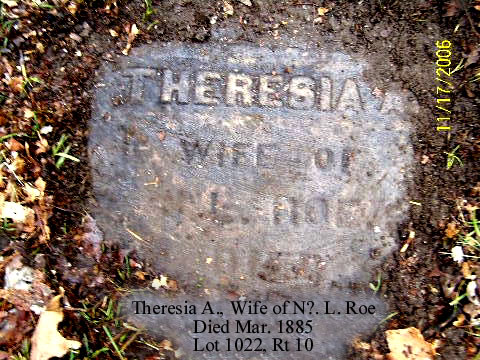 THERESIA A
WIFE OF
Theresia A., Wife of N?. L. Roe
Died Mar. 1885
Lot 1022, Rt 10
11/17/2006